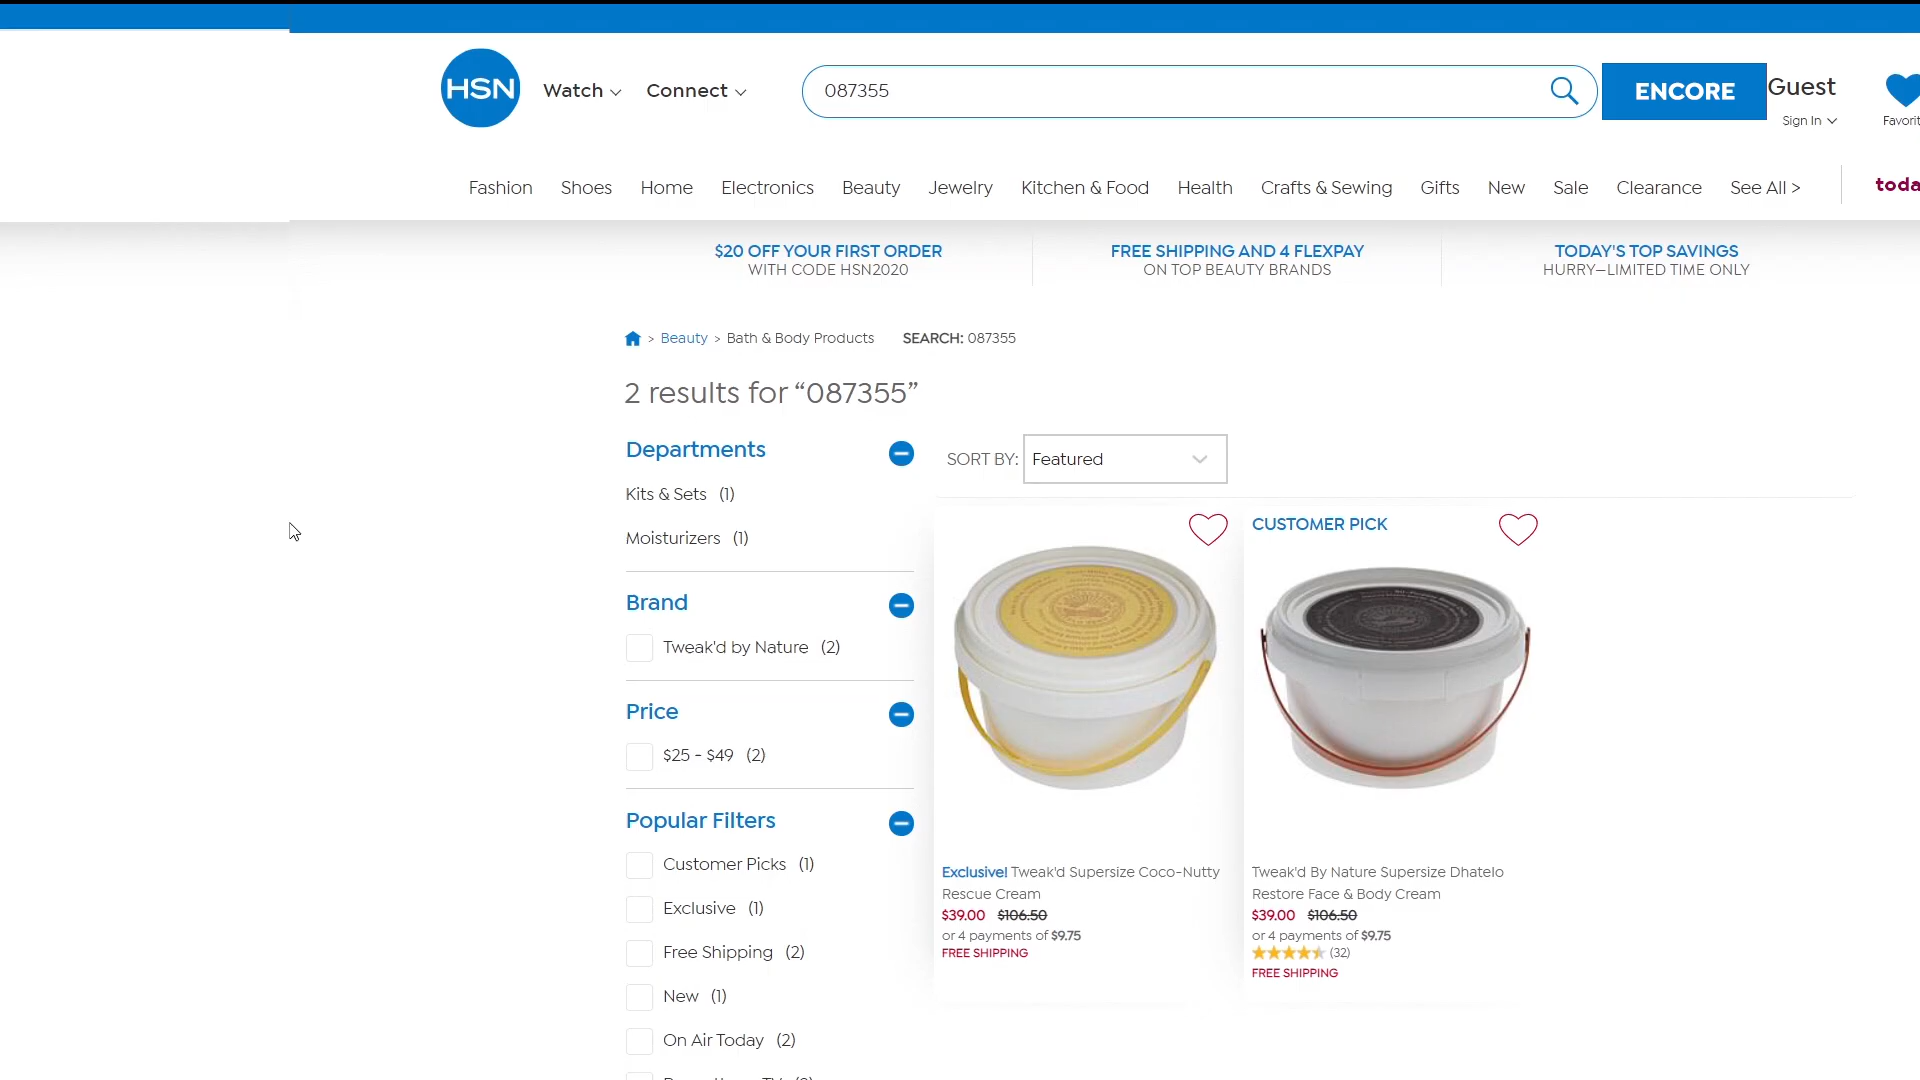 HSN
Watch
Connect
087355
ENCORE
Guest
Sign In
Favorit
Fashion
Shoes
Home
Electronics
Beauty
Jewelry
Kitchen & Food
Health
Crafts & Sewing
Gifts
New
Sale
Clearance
See All >
toda
$20 OFF YOUR FIRST ORDER
WITH CODE HSN2020
FREE SHIPPING AND 4 FLEXPAY
ON TOP BEAUTY BRANDS
TODAY'S TOP SAVINGS
HURRY—LIMITED TIME ONLY
> Beauty > Bath & Body Products SEARCH: 087355
2 results for “087355”
Departments
Kits & Sets (1)
Moisturizers (1)
Brand
Tweak'd by Nature (2)
Price
$25 - $49 (2)
Popular Filters
Customer Picks (1)
Exclusive (1)
Free Shipping (2)
New (1)
On Air Today (2)
SORT BY: Featured
Exclusive! Tweak'd Supersize Coco-Nutty
Rescue Cream
$39.00 $106.50
or 4 payments of $9.75
FREE SHIPPING
CUSTOMER PICK
Tweak'd By Nature Supersize Dhatelo
Restore Face & Body Cream
$39.00 $106.50
or 4 payments of $9.75
(32)
FREE SHIPPING